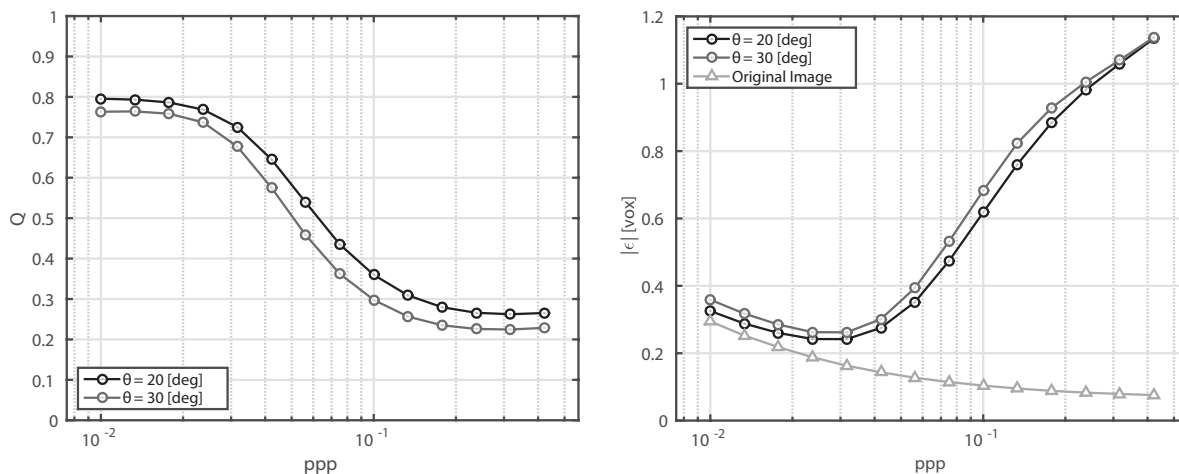 1
0.9
0.8
0.7
0.6
0.5
0.4
0.3
0.2
0.1
0
Q
θ = 20 [deg]
θ = 30 [deg]
10-2
10-1
ppp
1.2
1
0.8
0.6
0.4
0.2
0
|ϵ| [vox]
θ = 20 [deg]
θ = 30 [deg]
Original Image
10-2
10-1
ppp